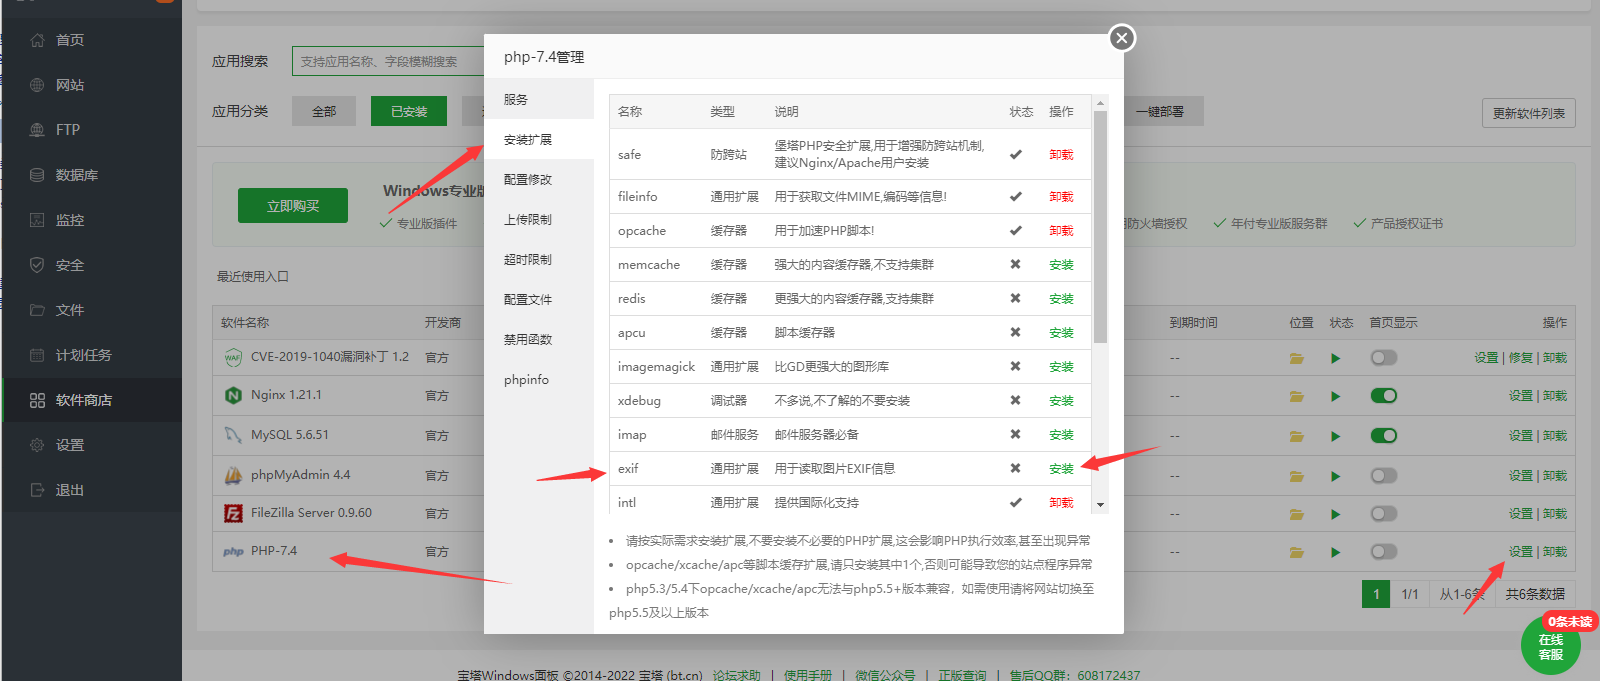 首页
网站
FTP
数据库
监控
安全
文件
计划任务
软件商店
设置
退出
应用搜索
支持应用名称、字段模糊搜索
应用分类
全部
已安装
一键部署
更新软件列表
立即购买
Windows专业版
专业版插件
防火墙授权
年付专业版服务群
产品授权证书
最近使用入口
软件名称 开发商 到期时间 位置 状态 首页显示 操作
CVE-2019-1040漏洞补丁 1.2 官方 -- 设置 | 修复 | 卸载
Nginx 1.21.1 官方 -- 设置 | 卸载
MySQL 5.6.51 官方 -- 设置 | 卸载
phpMyAdmin 4.4 官方 -- 设置 | 卸载
FileZilla Server 0.9.60 官方 -- 设置 | 卸载
php PHP-7.4 官方 -- 设置 | 卸载
1 1/1 从1-6条 共6条数据
php-7.4管理
服务
安装扩展
配置修改
上传限制
超时限制
配置文件
禁用函数
phpinfo
名称 类型 说明 状态 操作
safe 防跨站 堡塔PHP安全扩展,用于增强防跨站机制,
建议Nginx/Apache用户安装 卸载
fileinfo 通用扩展 用于获取文件MIME,编码等信息! 卸载
opcache 缓存器 用于加速PHP脚本! 卸载
memcache 缓存器 强大的内容缓存器,不支持集群 安装
redis 缓存器 更强大的内容缓存器,支持集群 安装
apcu 缓存器 脚本缓存器 安装
imagemagick 通用扩展 比GD更强大的图形库 安装
xdebug 调试器 不多说,不了解的不要安装 安装
imap 邮件服务 邮件服务器必备 安装
exif 通用扩展 用于读取图片EXIF信息 安装
intl 通用扩展 提供国际化支持 卸载
• 请按实际需求安装扩展,不要安装不必要的PHP扩展,这会影响PHP执行效率,甚至出现异常
• opcache/xcache/apc等脚本缓存扩展,请只安装其中1个,否则可能导致您的站点程序异常
• php5.3/5.4下opcache/xcache/apc无法与php5.5+版本兼容，如需使用请将网站切换至
php5.5及以上版本
0条未读
在线
客服
宝塔Windows面板 ©2014-2022 宝塔 (bt.cn) 论坛求助 | 使用手册 | 微信公众号 | 正版查询 | 售后QQ群：608172437